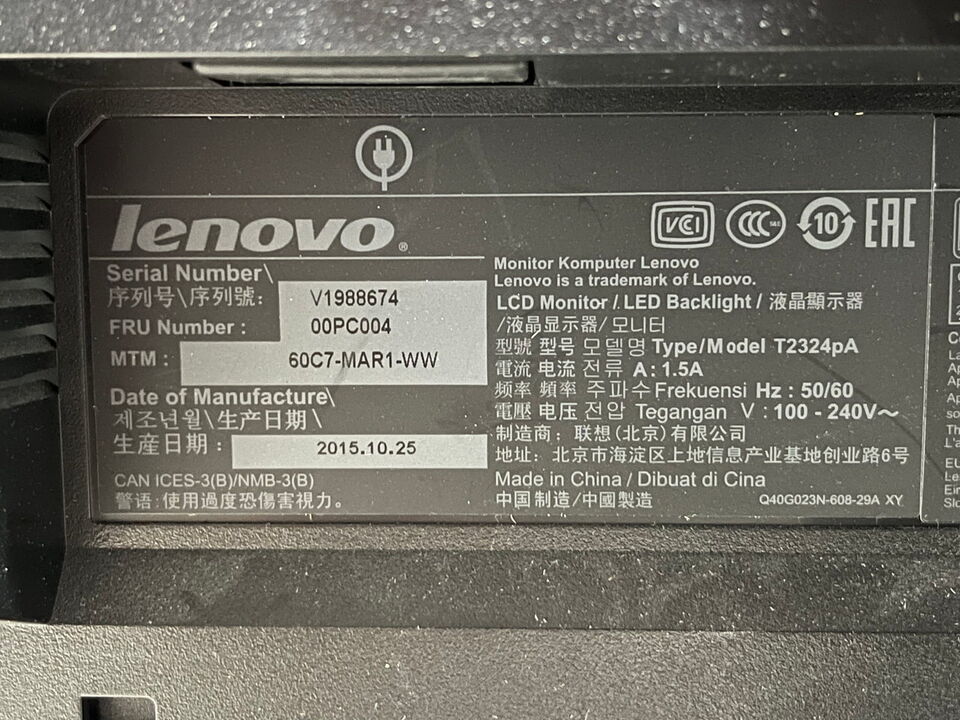 lenovo®
VCI CCC S&E 10 EAC
Serial Number\
序列号\序列號: V1988674
FRU Number : 00PC004
MTM : 60C7-MAR1-WW
Date of Manufacture\
제조년월\生产日期\
生産日期: 2015.10.25
CAN ICES-3(B)/NMB-3(B)
警语:使用過度恐傷害視力。
Monitor Komputer Lenovo
Lenovo is a trademark of Lenovo.
LCD Monitor /LED Backlight / 液晶顯示器
/液晶显示器/ 모니터
型號 型号 모델명 Type/Model T2324pA
電流 电流 전류 A: 1.5A
频率 頻率 주파수 Frekuensi Hz : 50/60
電壓 电压 전압 Tegangan V : 100 - 240V~
制造商: 联想(北京)有限公司
地址: 北京市海淀区上地信息产业基地创业路6号
Made in China / Dibuat di Cina
中国制造/中國製造 Q40G023N-608-29A XY